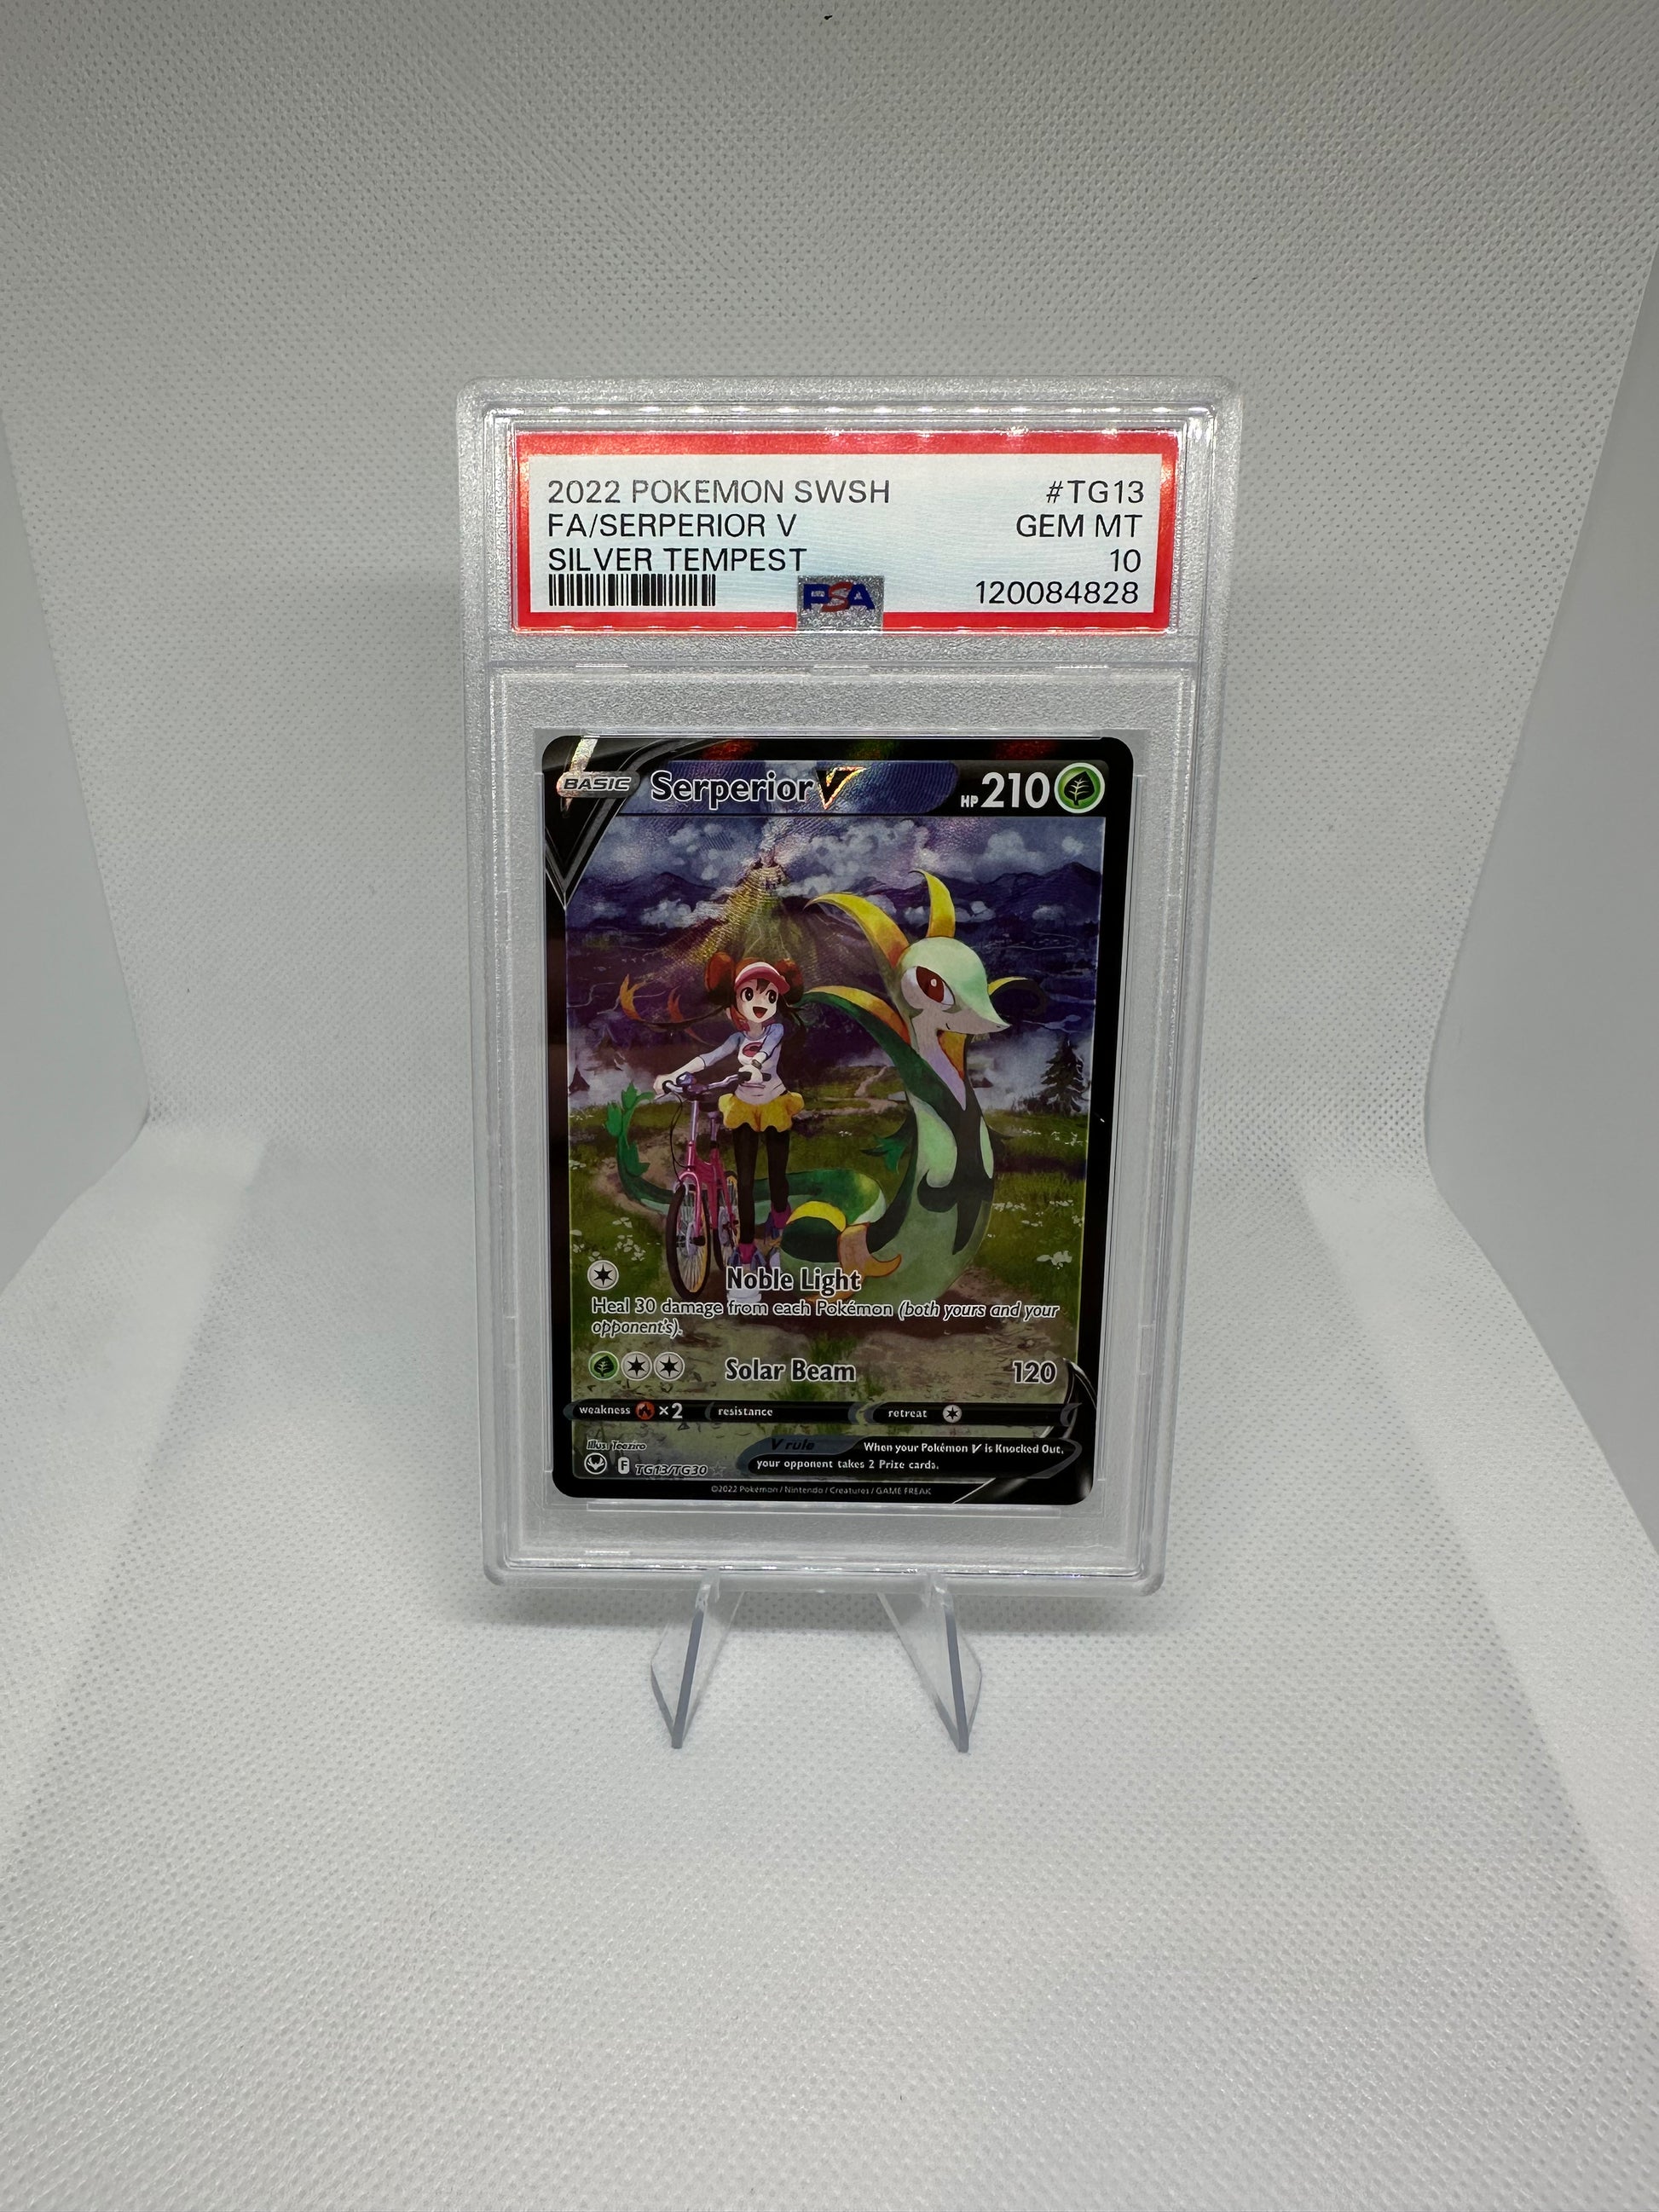 2022 POKEMON SWSH #TG13
FA/SERPERIOR V GEM MT
SILVER TEMPEST 10
PSA 120084828
BASIC Serperior V HP 210
Noble Light
Heal 30 damage from each Pokémon (both yours and your
opponent's).
Solar Beam 120
weakness ×2 resistance retreat
Illus. Teeziro V rule When your Pokémon V is Knocked Out,
F TG13/TG30 your opponent takes 2 Prize cards.
©2022 Pokémon / Nintendo / Creatures / GAME FREAK